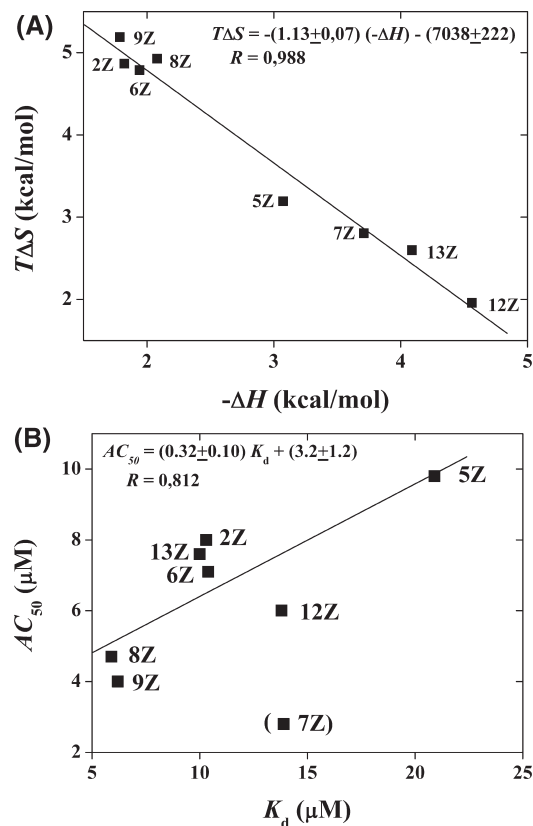 (A)
TΔS = -(1.13±0,07) (-ΔH) - (7038±222)
R = 0,988
9Z
2Z
8Z
6Z
5Z
7Z
13Z
12Z
5
4
3
2
TΔS (kcal/mol)
2 3 4 5
-ΔH (kcal/mol)
(B)
AC50 = (0.32±0.10) Kd + (3.2±1.2)
R = 0,812
5Z
2Z
13Z
6Z
12Z
8Z
9Z
( 7Z)
10
8
6
4
2
AC50 (μM)
5 10 15 20 25
Kd (μM)